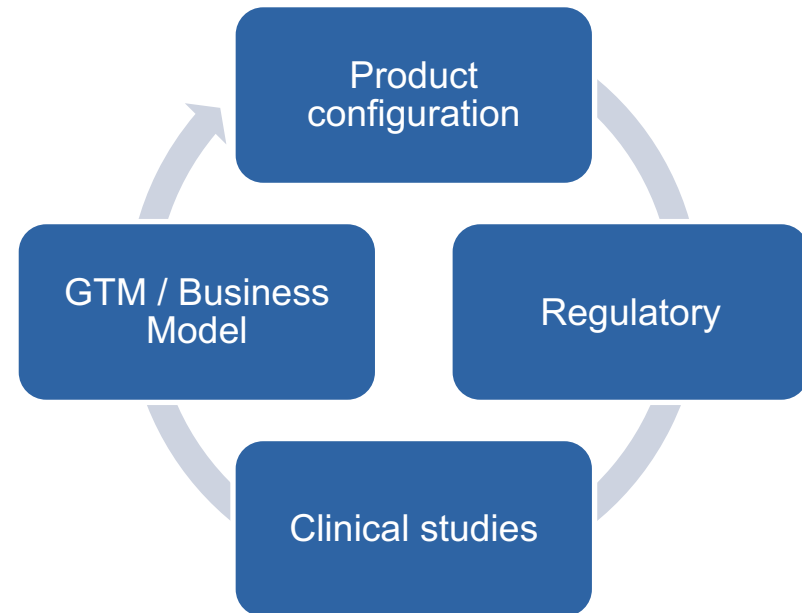 Product
configuration
GTM / Business
Model
Regulatory
Clinical studies